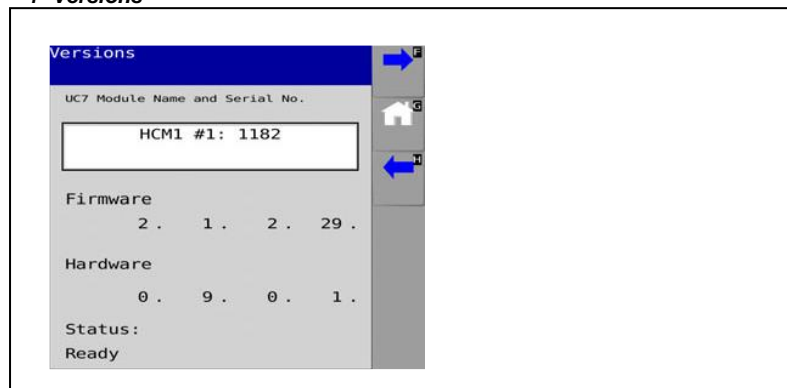 Versions
Versions
F
UC7 Module Name and Serial No.
G
HCM1 #1: 1182
H
Firmware
2. 1. 2. 29.
Hardware
0. 9. 0. 1.
Status:
Ready